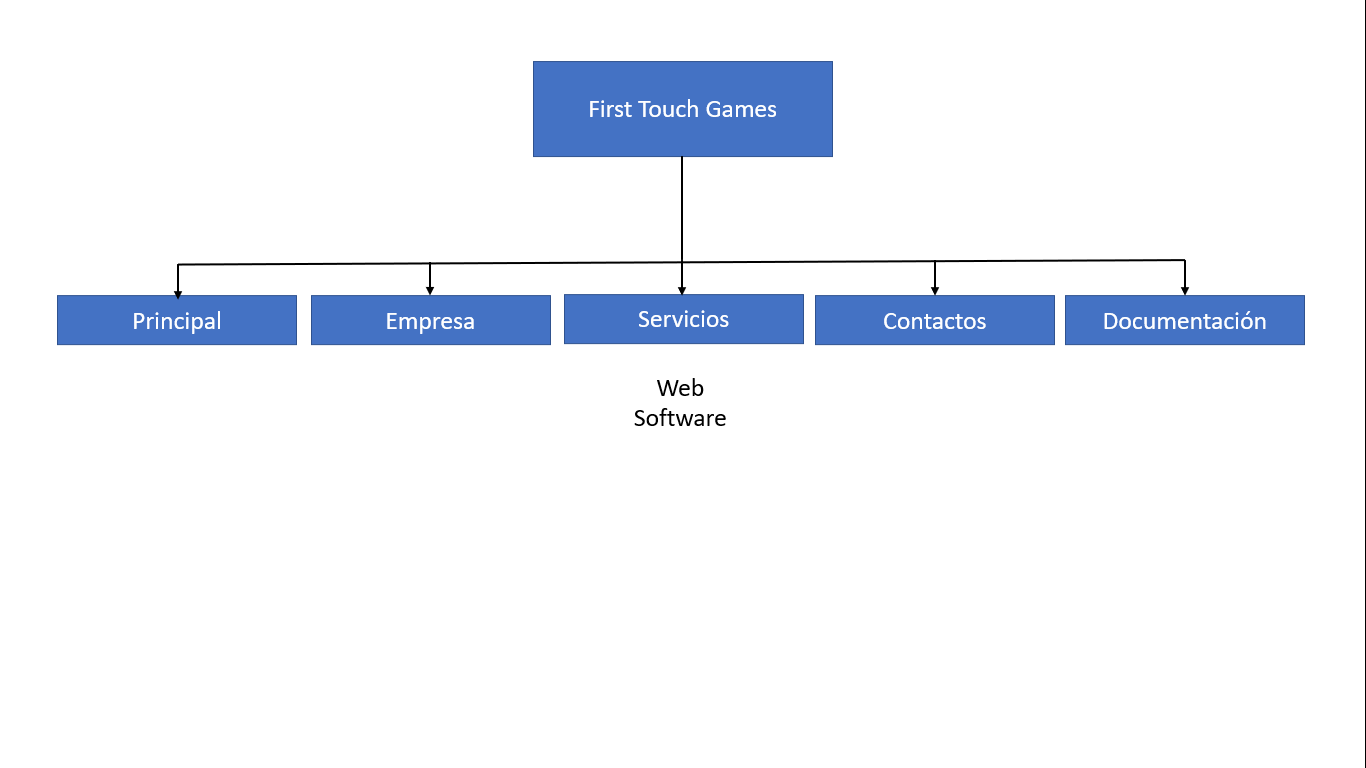 First Touch Games
Principal
Empresa
Servicios
Contactos
Documentación
Web
Software